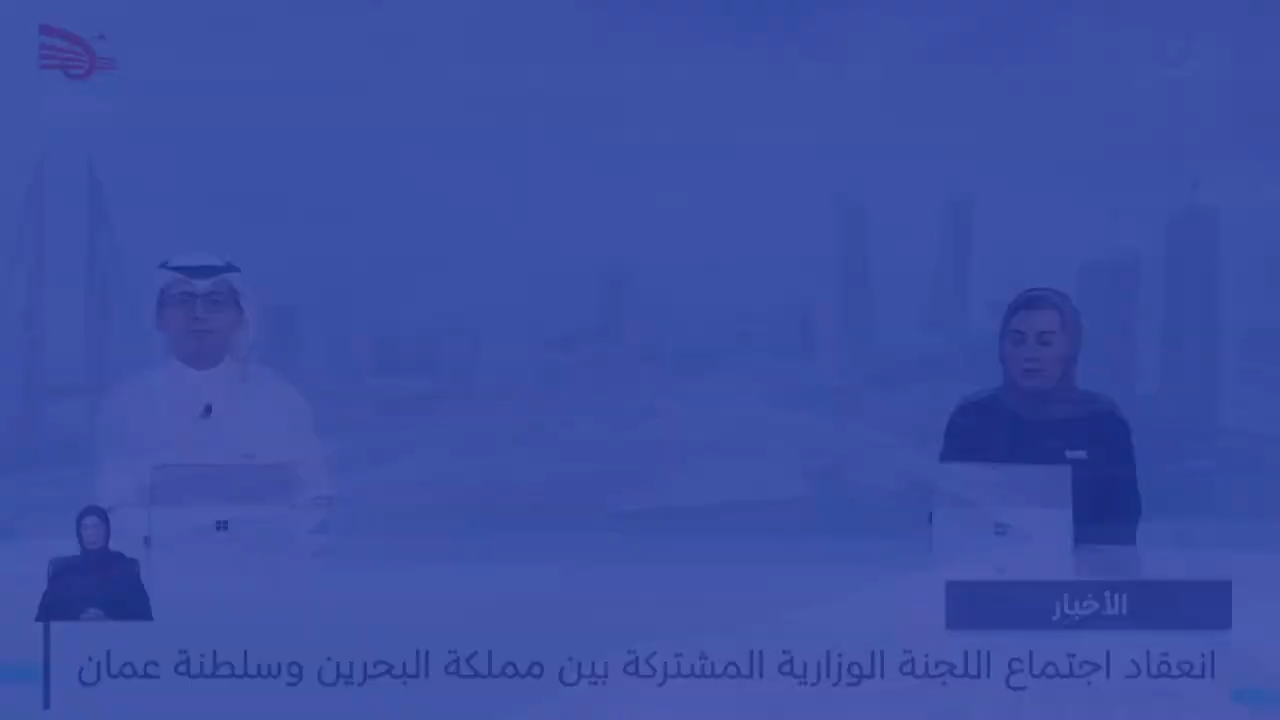 الأخبار
انعقاد اجتماع اللجنة الوزارية المشتركة بين مملكة البحرين وسلطنة عمان